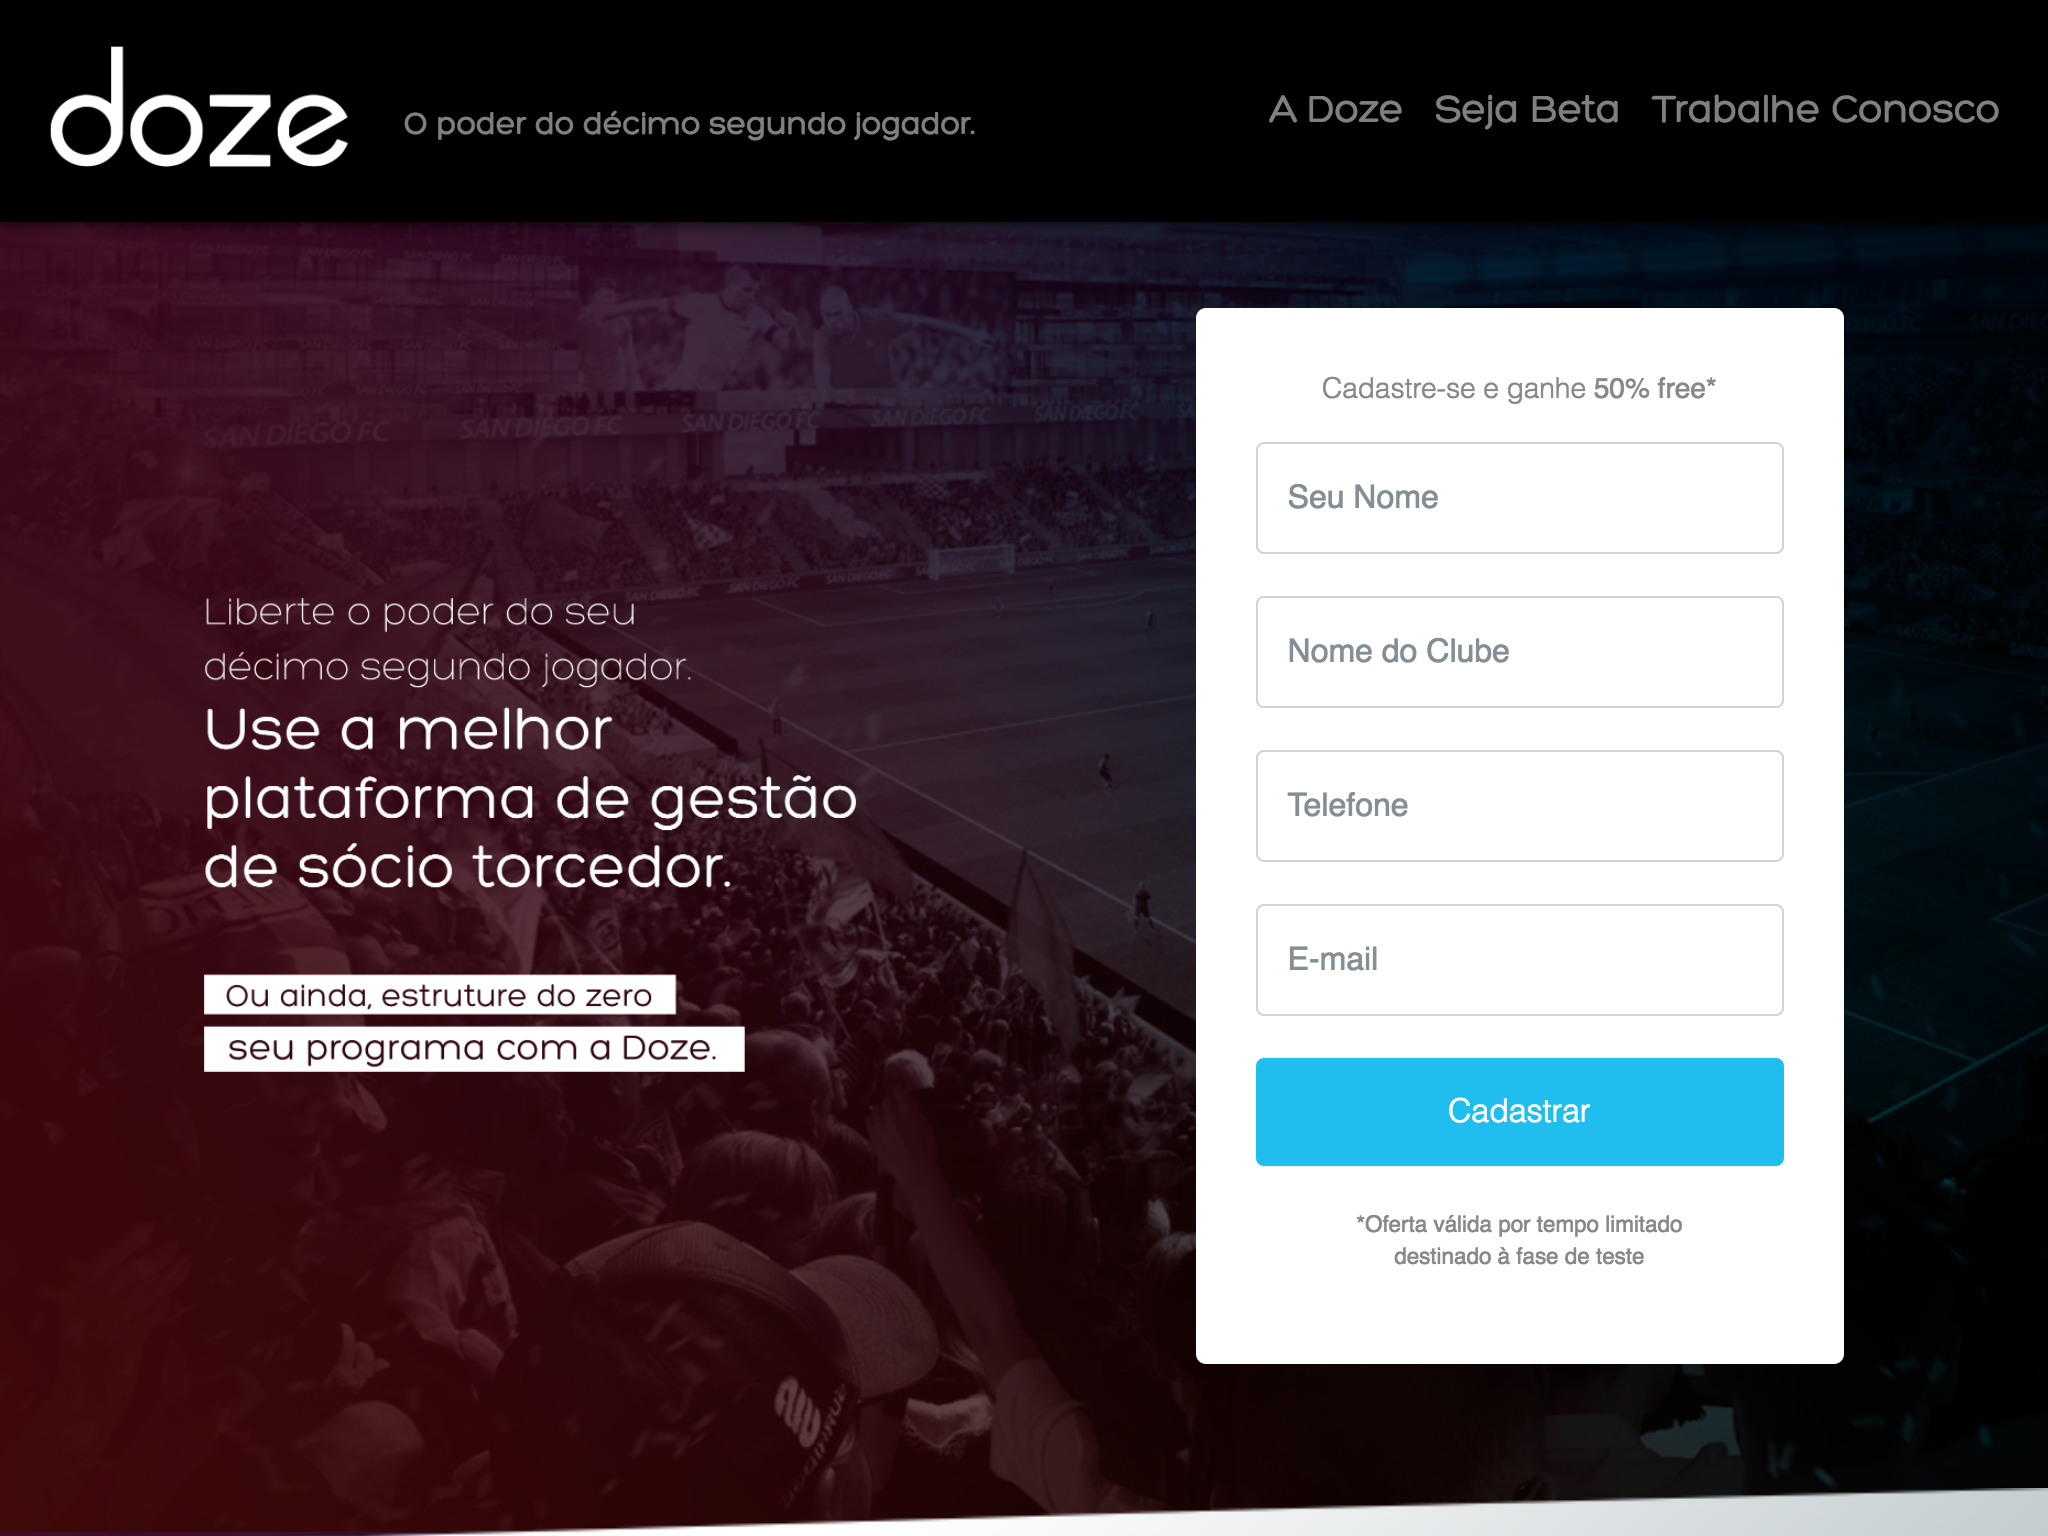 doze
O poder do décimo segundo jogador.
A Doze Seja Beta Trabalhe Conosco
SAN DIEGO FC SAN DIEGO FC SAN DIEGO FC SAN DIEGO FC SAN DIEGO FC
Liberte o poder do seu
décimo segundo jogador.
Use a melhor
plataforma de gestão
de sócio torcedor.
Ou ainda, estruture do zero
seu programa com a Doze.
Cadastre-se e ganhe 50% free*
Seu Nome
Nome do Clube
Telefone
E-mail
Cadastrar
*Oferta válida por tempo limitado
destinado à fase de teste